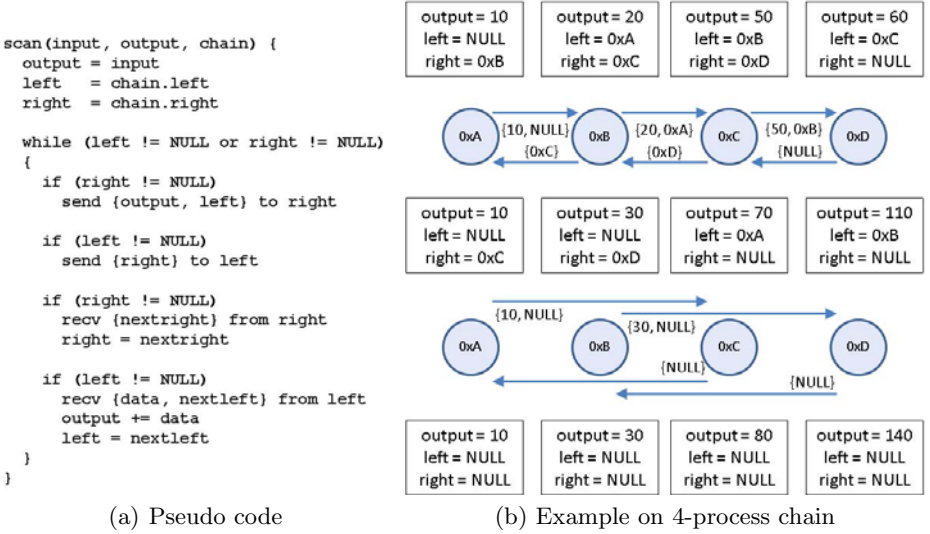 scan(input, output, chain) {
output = input
left = chain.left
right = chain.right
while (left != NULL or right != NULL)
{
if (right != NULL)
send {output, left} to right
if (left != NULL)
send {right} to left
if (right != NULL)
recv {nextright} from right
right = nextright
if (left != NULL)
recv {data, nextleft} from left
output += data
left = nextleft
}
}
(a) Pseudo code
output = 10
left = NULL
right = 0xB
output = 20
left = 0xA
right = 0xC
output = 50
left = 0xB
right = 0xD
output = 60
left = 0xC
right = NULL
0xA
{10, NULL}
{0xC}
0xB
{20, 0xA}
{0xD}
0xC
{50, 0xB}
{NULL}
0xD
output = 10
left = NULL
right = 0xC
output = 30
left = NULL
right = 0xD
output = 70
left = 0xA
right = NULL
output = 110
left = 0xB
right = NULL
{10, NULL}
{30, NULL}
0xA
0xB
0xC
0xD
{NULL}
{NULL}
output = 10
left = NULL
right = NULL
output = 30
left = NULL
right = NULL
output = 80
left = NULL
right = NULL
output = 140
left = NULL
right = NULL
(b) Example on 4-process chain